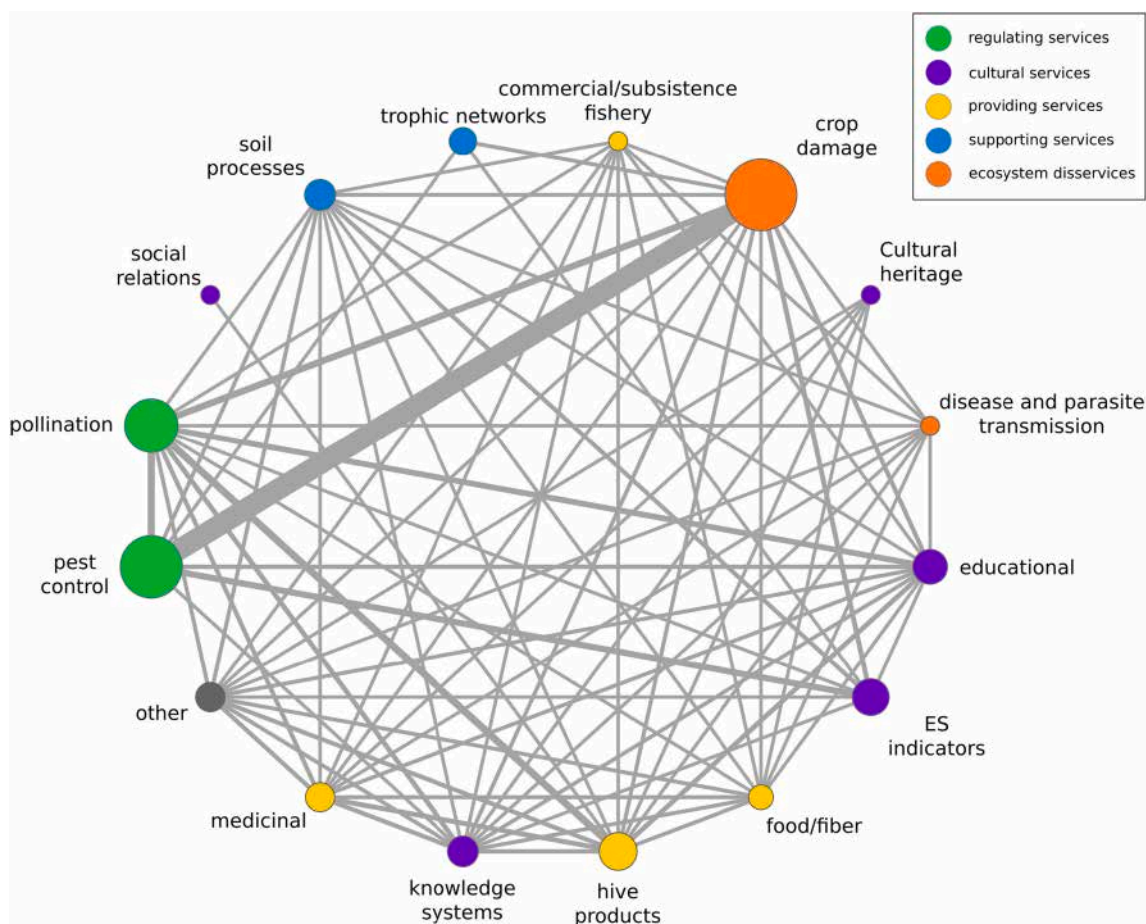 regulating services
cultural services
providing services
supporting services
ecosystem disservices
commercial/subsistence
fishery
trophic networks
crop
damage
soil
processes
social
relations
Cultural
heritage
pollination
disease and parasite
transmission
pest
control
educational
other
ES
indicators
medicinal
food/fiber
knowledge
systems
hive
products